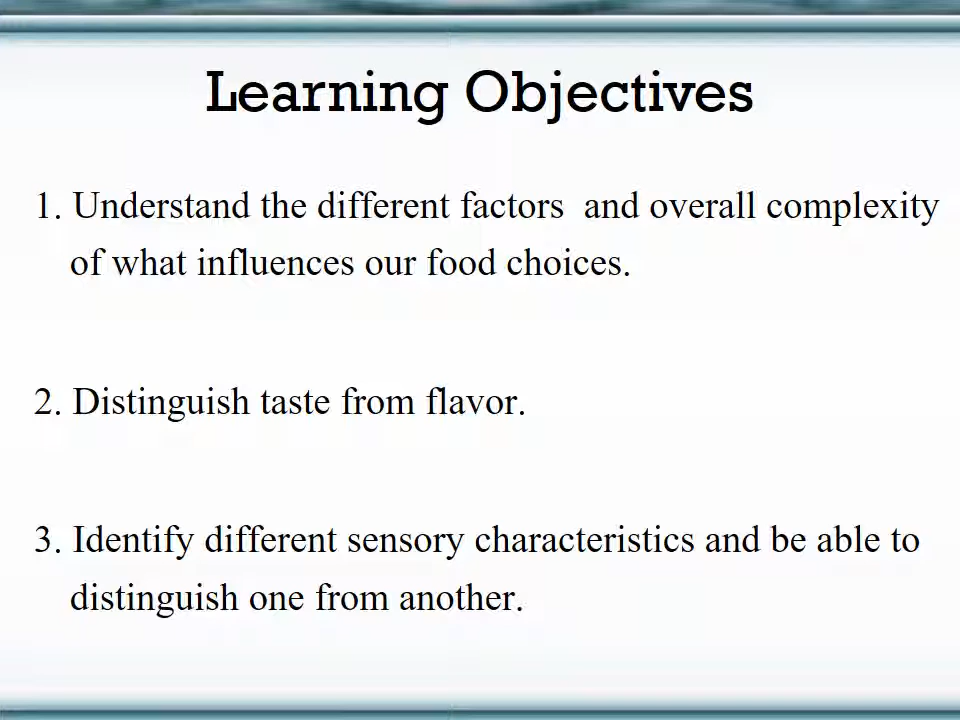 Learning Objectives
1. Understand the different factors  and overall complexity
of what influences our food choices.
2. Distinguish taste from flavor.
3. Identify different sensory characteristics and be able to
distinguish one from another.